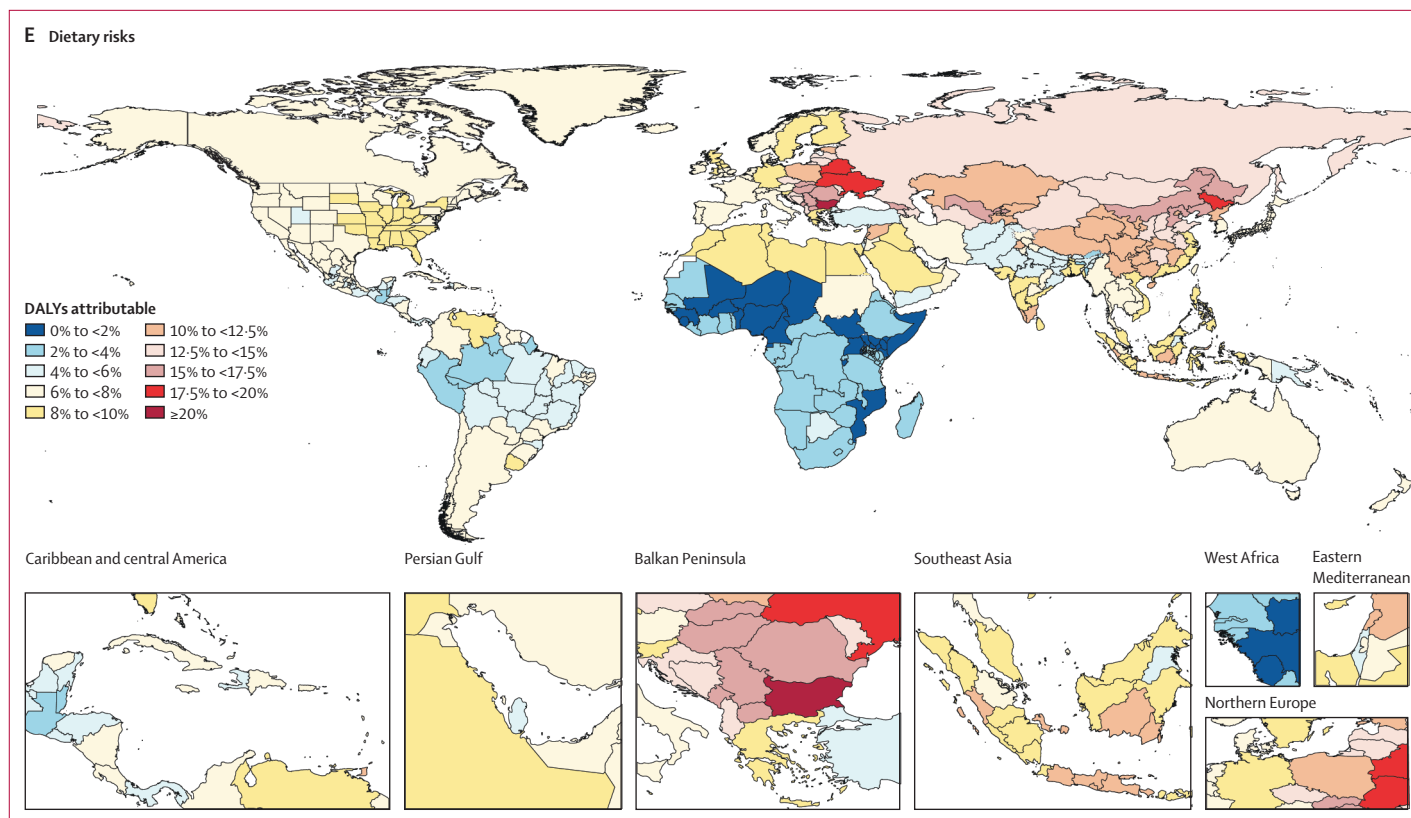 E Dietary risks
DALYs attributable
0% to <2%
2% to <4%
4% to <6%
6% to <8%
8% to <10%
10% to <12·5%
12·5% to <15%
15% to <17·5%
17·5% to <20%
≥20%
Caribbean and central America
Persian Gulf
Balkan Peninsula
Southeast Asia
West Africa
Eastern
Mediterranean
Northern Europe